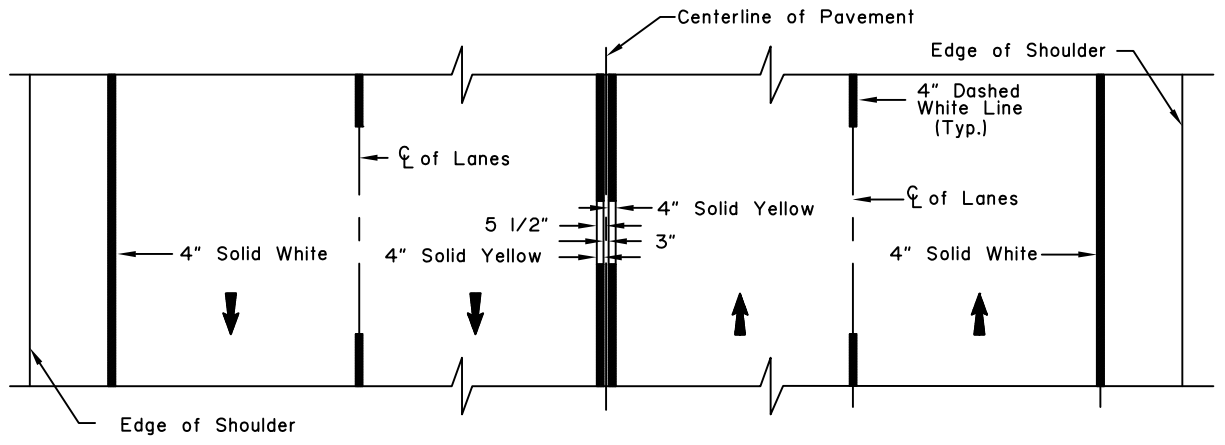 Centerline of Pavement
Edge of Shoulder
4" Dashed
White Line
(Typ.)
℄ of Lanes
℄ of Lanes
4" Solid Yellow
5 1/2"
3"
4" Solid White
4" Solid Yellow
4" Solid White
Edge of Shoulder